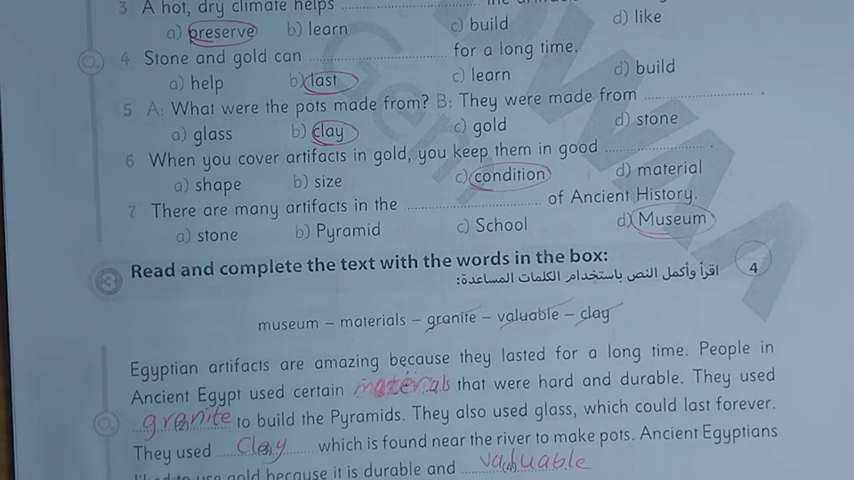 3 A hot, dry climate helps ........................... the
a) preserve b) learn c) build d) like
4 Stone and gold can ........................... for a long time.
a) help b) last c) learn d) build
5 A: What were the pots made from? B: They were made from ........................... .
a) glass b) clay c) gold d) stone
6 When you cover artifacts in gold, you keep them in good ........................... .
a) shape b) size c) condition d) material
7 There are many artifacts in the ........................... of Ancient History.
a) stone b) Pyramid c) School d) Museum
3 Read and complete the text with the words in the box: 4
اقرأ وأكمل النص باستخدام الكلمات المساعدة:
museum – materials – granite – valuable – clay
Egyptian artifacts are amazing because they lasted for a long time. People in
Ancient Egypt used certain materials that were hard and durable. They used
granite to build the Pyramids. They also used glass, which could last forever.
They used clay which is found near the river to make pots. Ancient Egyptians
liked to use gold because it is durable and valuable (4)